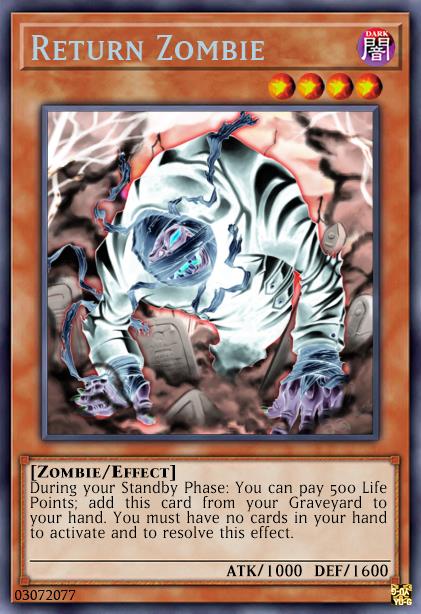 Return Zombie
DARK
闇
[Zombie/Effect]
During your Standby Phase: You can pay 500 Life
Points; add this card from your Graveyard to
your hand. You must have no cards in your hand
to activate and to resolve this effect.
ATK/1000 DEF/1600
03072077